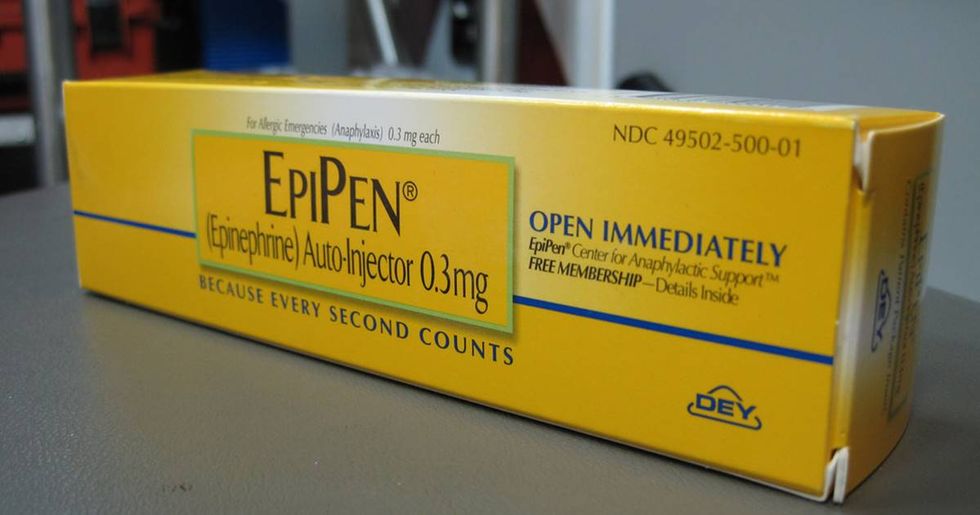 For Allergic Emergencies (Anaphylaxis) 0.3 mg each
NDC 49502-500-01
EPIPEN®
(Epinephrine) Auto-Injector 0.3mg
BECAUSE EVERY SECOND COUNTS
OPEN IMMEDIATELY
EpiPen® Center for Anaphylactic Support™
FREE MEMBERSHIP—Details Inside
DEY
DEY